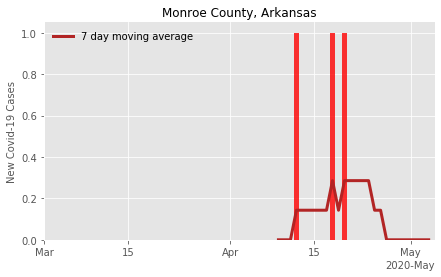 Monroe County, Arkansas
7 day moving average
New Covid-19 Cases
1.0
0.8
0.6
0.4
0.2
0.0
Mar
15
Apr
15
May
2020-May